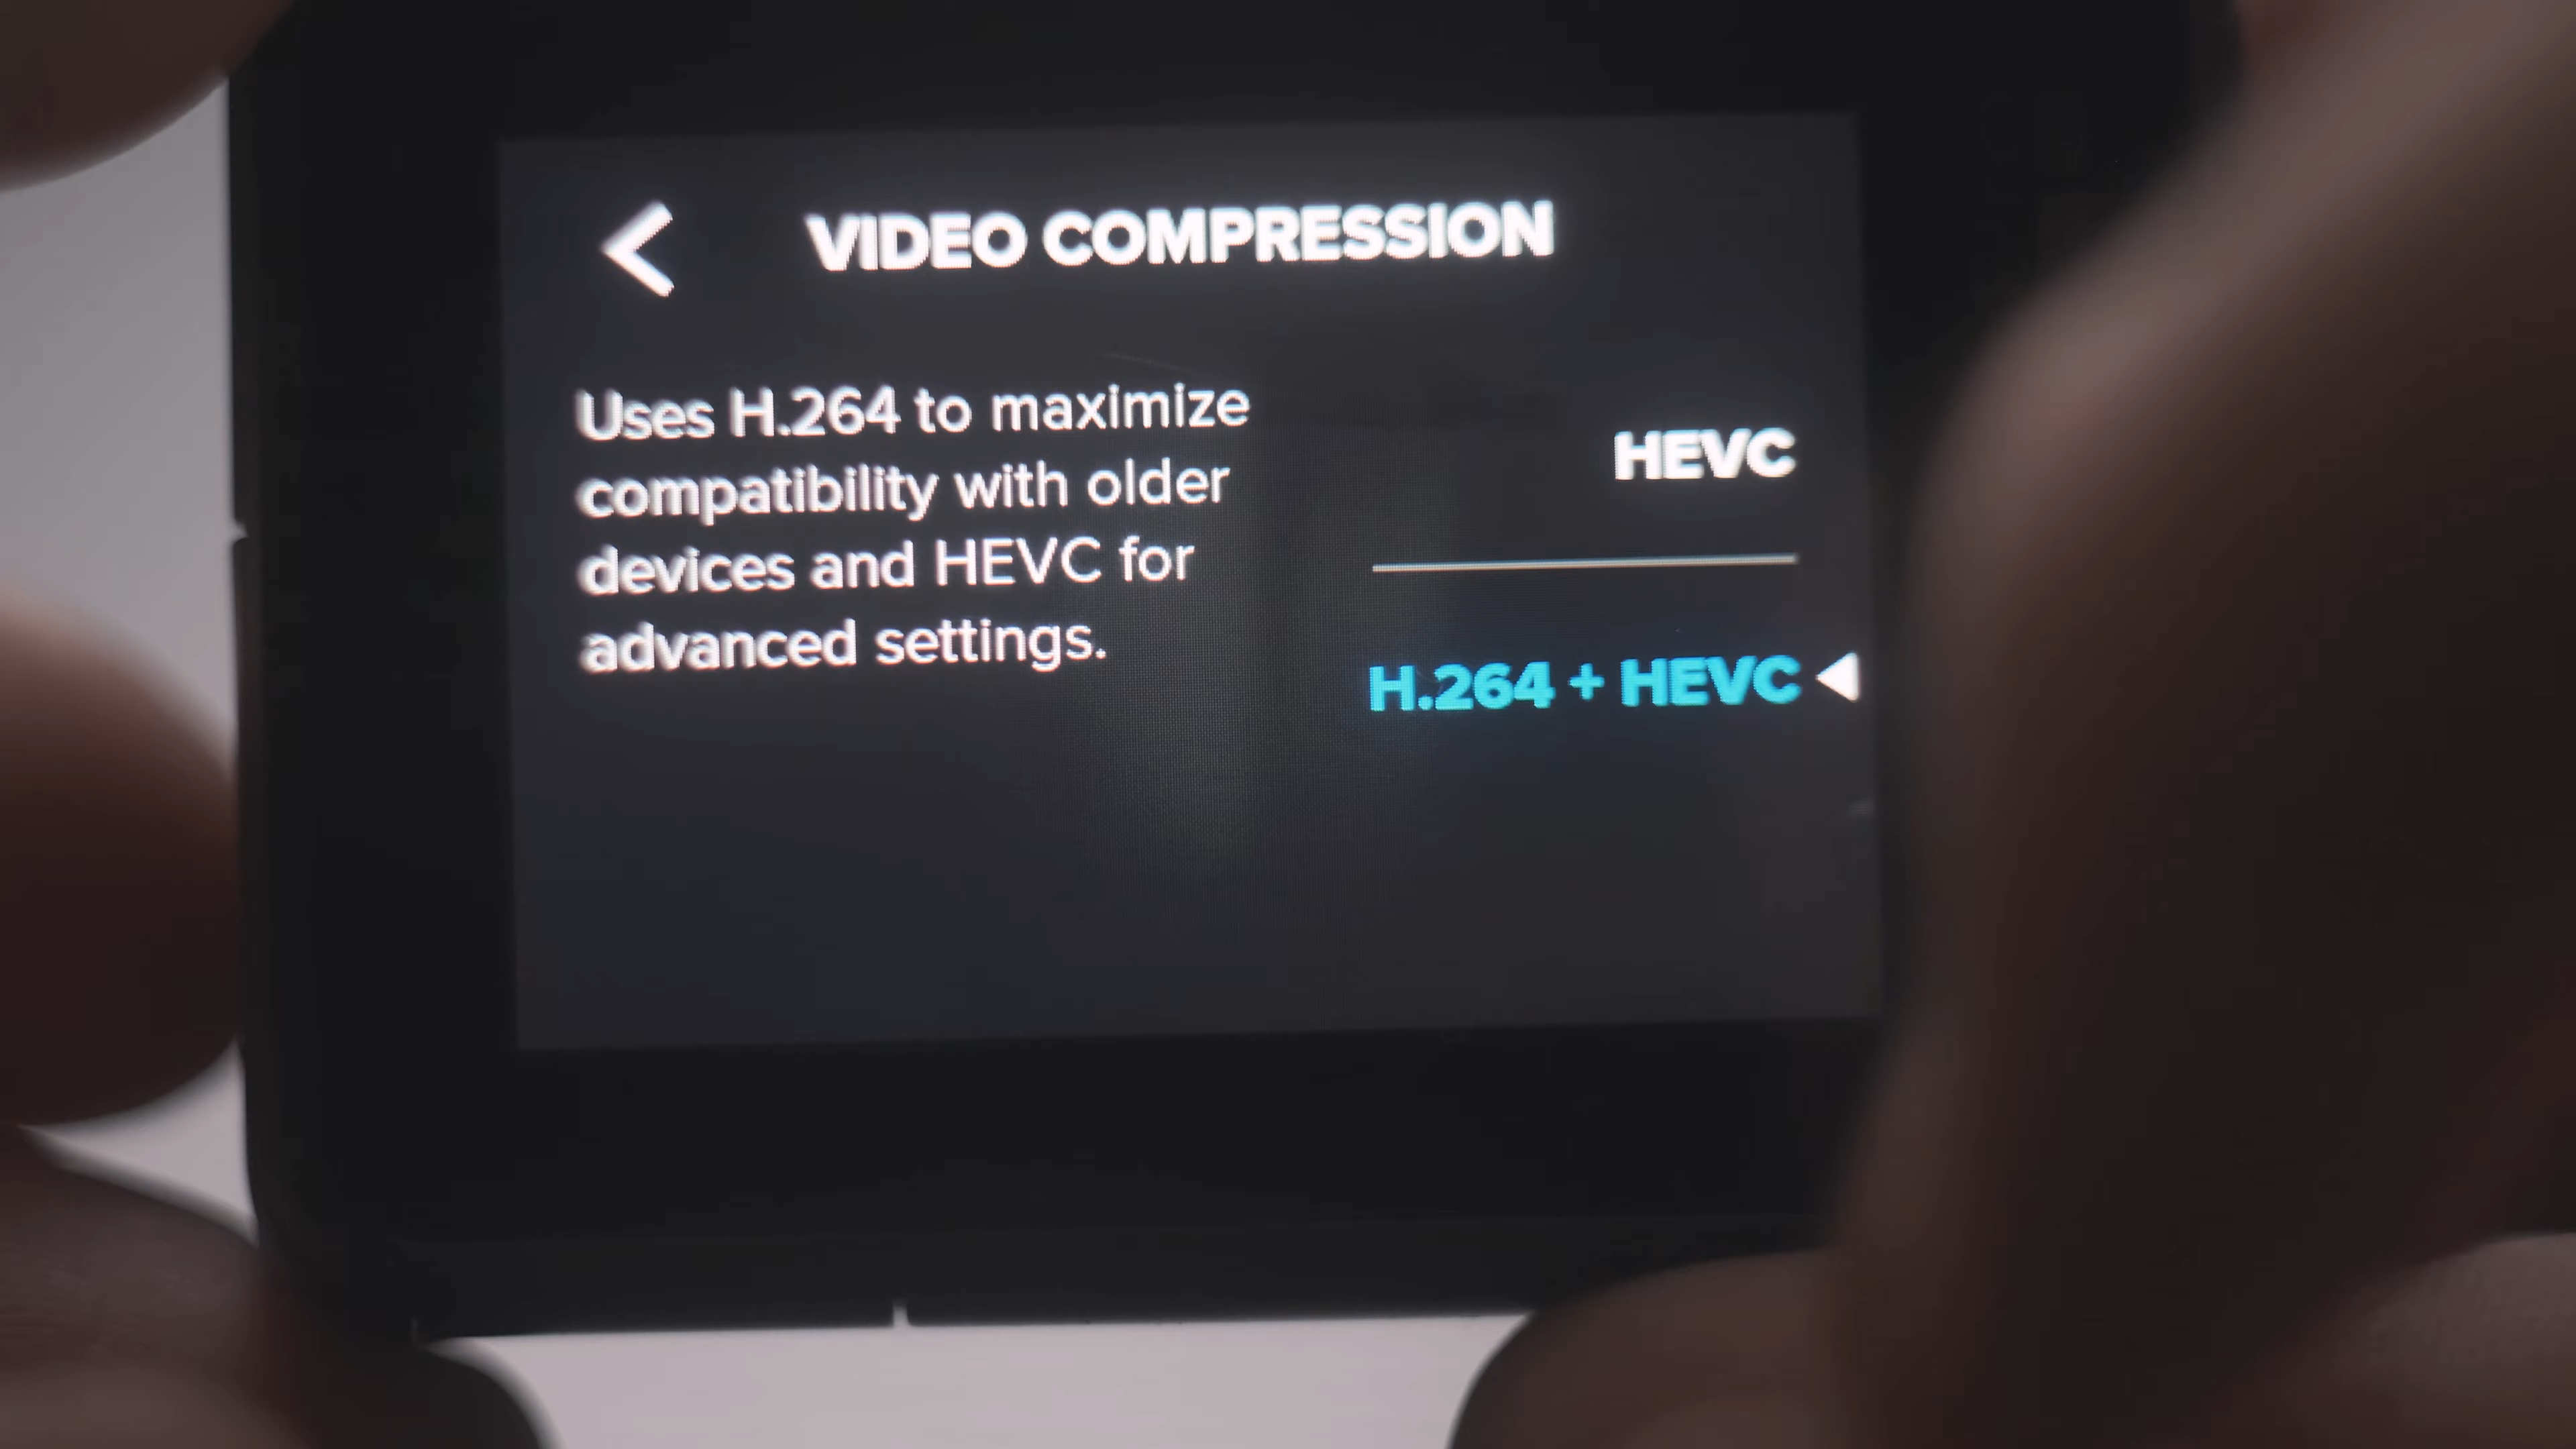 VIDEO COMPRESSION
Uses H.264 to maximize
compatibility with older
devices and HEVC for
advanced settings.
HEVC
H.264 + HEVC